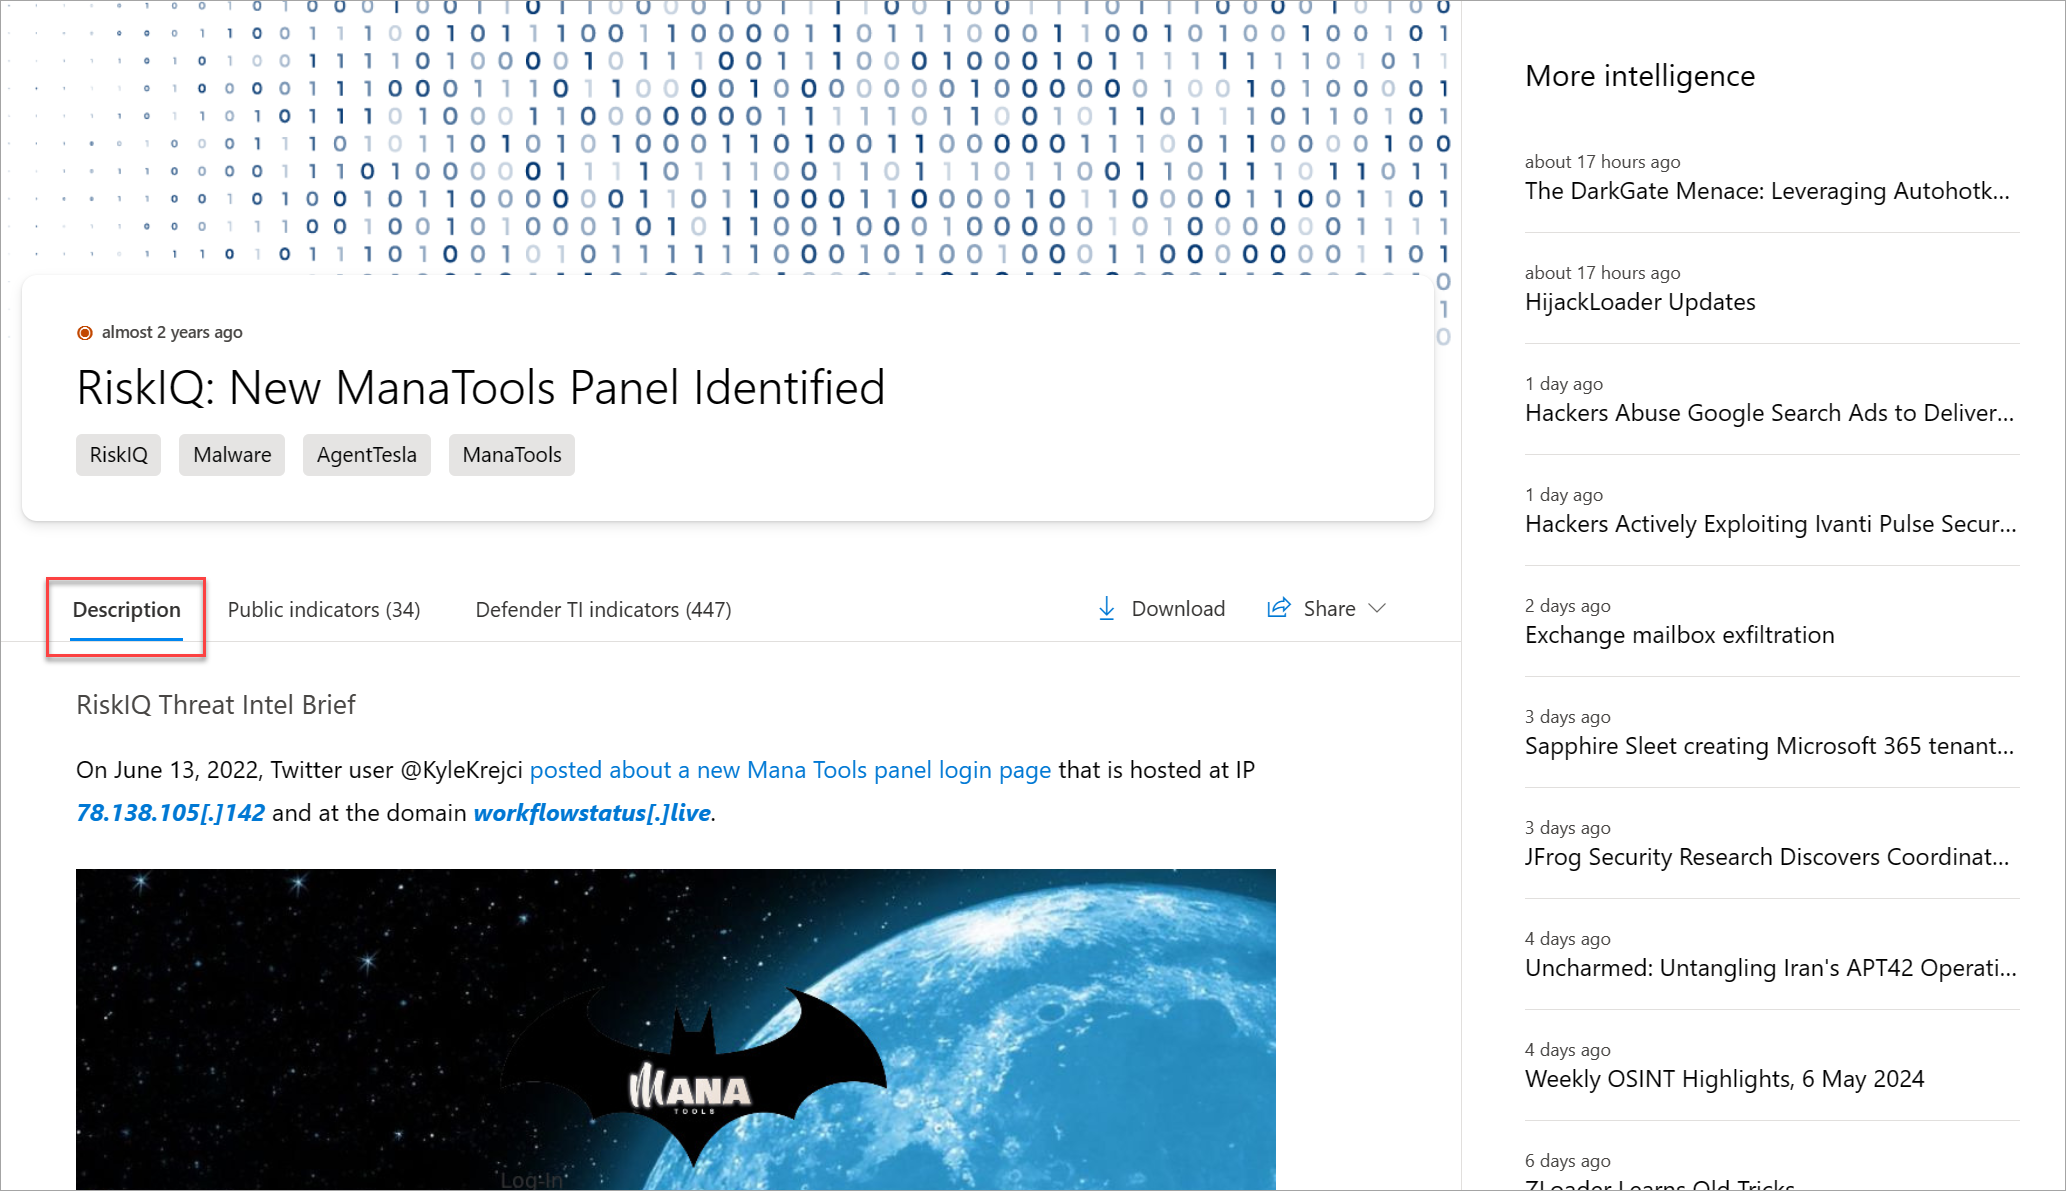 almost 2 years ago
RiskIQ: New ManaTools Panel Identified
RiskIQ Malware AgentTesla ManaTools
Description Public indicators (34) Defender TI indicators (447) Download Share
RiskIQ Threat Intel Brief
On June 13, 2022, Twitter user @KyleKrejci posted about a new Mana Tools panel login page that is hosted at IP
78.138.105[.]142 and at the domain workflowstatus[.]live.
MANA
TOOLS
Log-In
More intelligence
about 17 hours ago
The DarkGate Menace: Leveraging Autohotk...
about 17 hours ago
HijackLoader Updates
1 day ago
Hackers Abuse Google Search Ads to Deliver...
1 day ago
Hackers Actively Exploiting Ivanti Pulse Secur...
2 days ago
Exchange mailbox exfiltration
3 days ago
Sapphire Sleet creating Microsoft 365 tenant...
3 days ago
JFrog Security Research Discovers Coordinat...
4 days ago
Uncharmed: Untangling Iran's APT42 Operati...
4 days ago
Weekly OSINT Highlights, 6 May 2024
6 days ago
ZLoader Learns Old Tricks